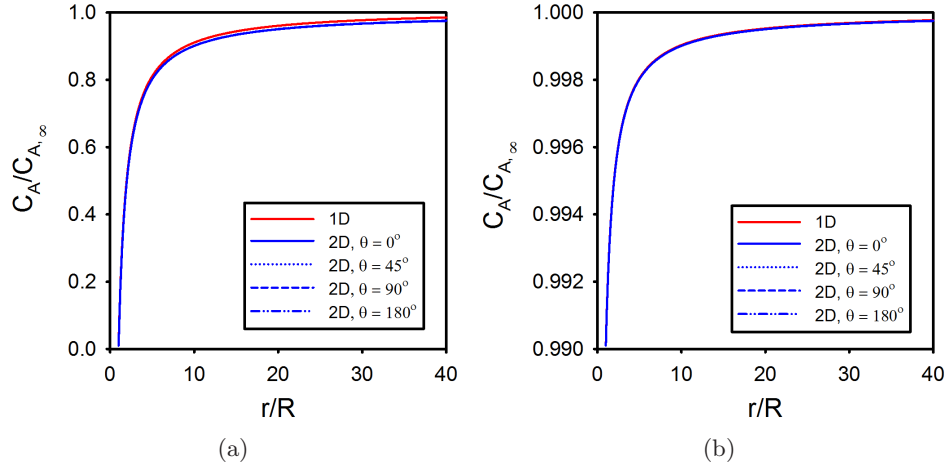 1.0
0.8
0.6
0.4
0.2
0.0
C_A/C_{A, ∞}
1D
2D, θ = 0°
2D, θ = 45°
2D, θ = 90°
2D, θ = 180°
0 10 20 30 40
r/R
(a)
1.000
0.998
0.996
0.994
0.992
0.990
C_A/C_{A, ∞}
1D
2D, θ = 0°
2D, θ = 45°
2D, θ = 90°
2D, θ = 180°
0 10 20 30 40
r/R
(b)